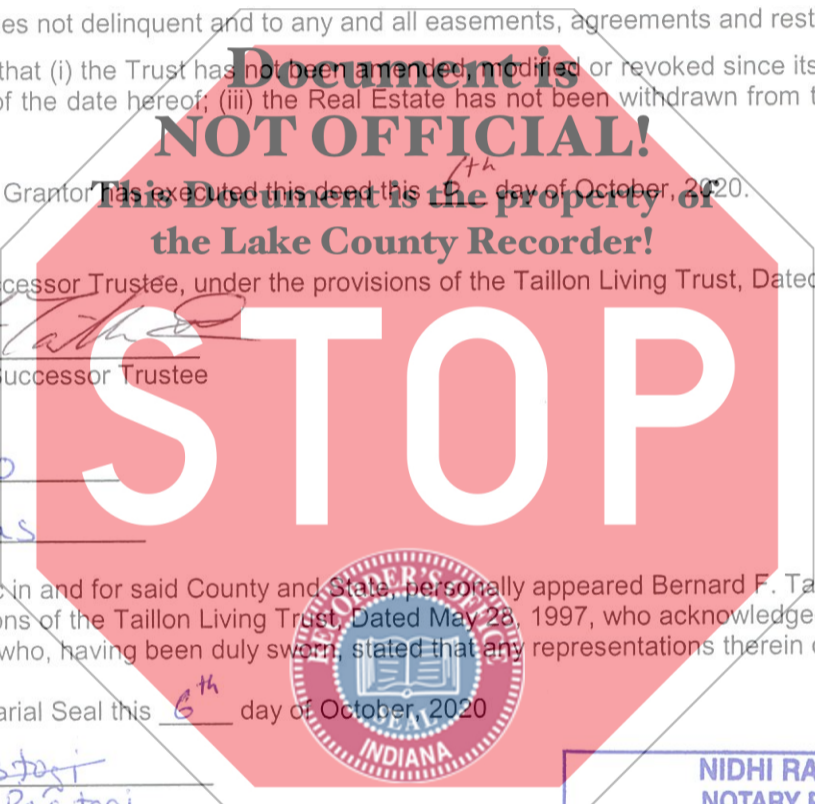 es not delinquent and to any and all easements, agreements and rest
that (i) the Trust has not been amended, modified or revoked since its
of the date hereof; (iii) the Real Estate has not been withdrawn from t
Document is
NOT OFFICIAL!
Grantor has executed this deed this 6th day of October, 2020.
This Document is the property of
the Lake County Recorder!
ccessor Trustee, under the provisions of the Taillon Living Trust, Dated
Successor Trustee
STOP
in and for said County and State, personally appeared Bernard F. Ta
ons of the Taillon Living Trust, Dated May 28, 1997, who acknowledge
who, having been duly sworn, stated that any representations therein
RECORDER'S OFFICE
SEAL
INDIANA
arial Seal this 6th day of October, 2020
NIDHI RA
NOTARY P